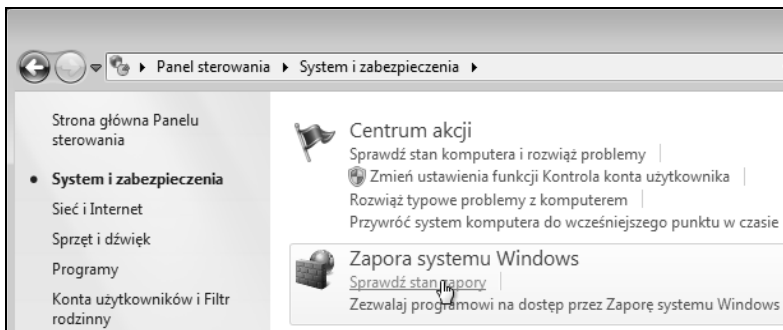 Panel sterowania System i zabezpieczenia
Strona główna Panelu
sterowania
System i zabezpieczenia
Sieć i Internet
Sprzęt i dźwięk
Programy
Konta użytkowników i Filtr
rodzinny
Centrum akcji
Sprawdź stan komputera i rozwiąż problemy
Zmień ustawienia funkcji Kontrola konta użytkownika
Rozwiąż typowe problemy z komputerem
Przywróć system komputera do wcześniejszego punktu w czasie
Zapora systemu Windows
Sprawdź stan zapory
Zezwalaj programowi na dostęp przez Zaporę systemu Windows